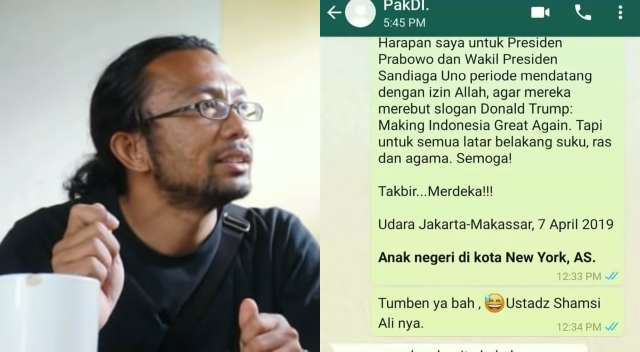 PakDI.
5:45 PM
Harapan saya untuk Presiden
Prabowo dan Wakil Presiden
Sandiaga Uno periode mendatang
dengan izin Allah, agar mereka
merebut slogan Donald Trump:
Making Indonesia Great Again. Tapi
untuk semua latar belakang suku, ras
dan agama. Semoga!
Takbir...Merdeka!!!
Udara Jakarta-Makassar, 7 April 2019
Anak negeri di kota New York, AS.
12:33 PM
Tumben ya bah , 😅Ustadz Shamsi
Ali nya.
12:34 PM